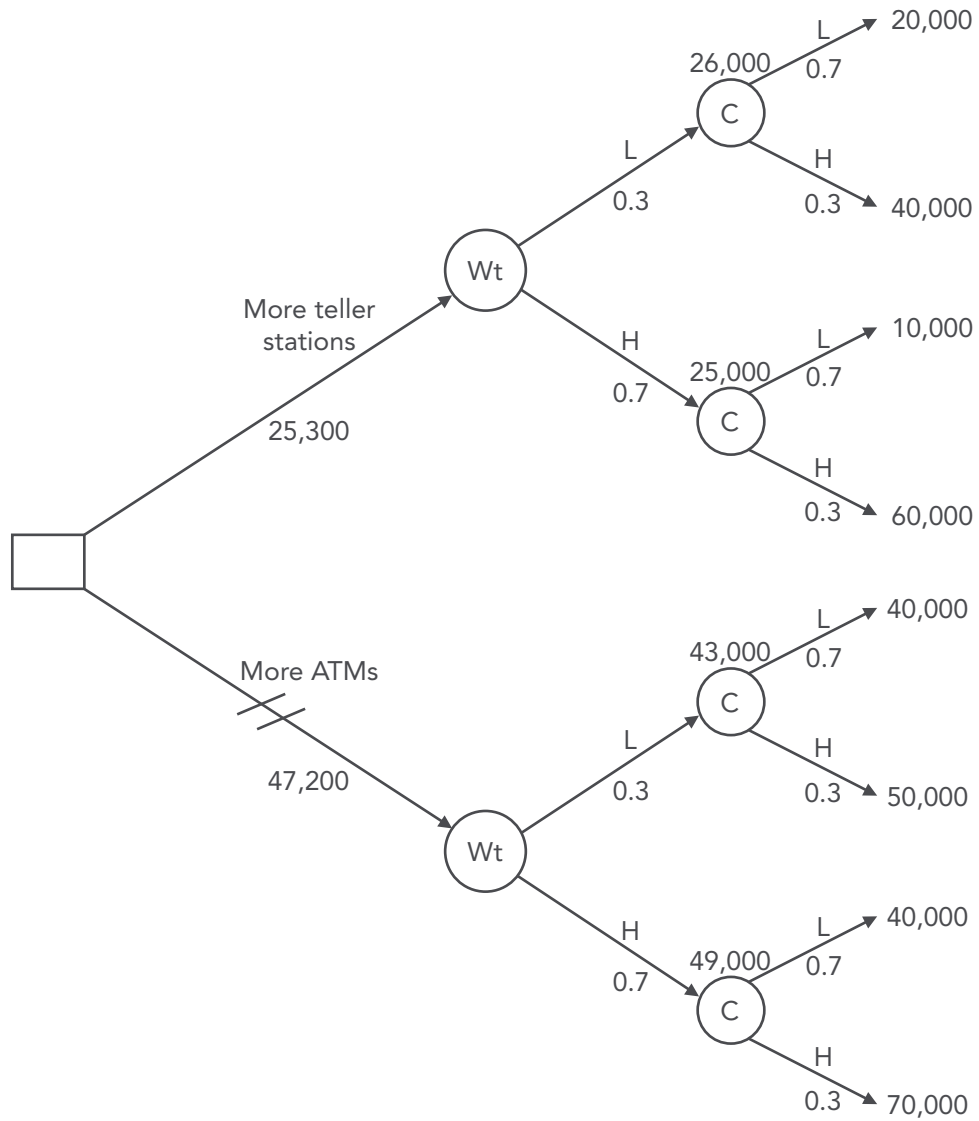 L
20,000
26,000
0.7
C
L
H
0.3
0.3
40,000
Wt
More teller
stations
L
10,000
H
25,000
0.7
0.7
C
25,300
H
0.3
60,000
L
40,000
43,000
0.7
More ATMs
C
L
H
47,200
0.3
0.3
50,000
Wt
L
40,000
H
49,000
0.7
0.7
C
H
0.3
70,000